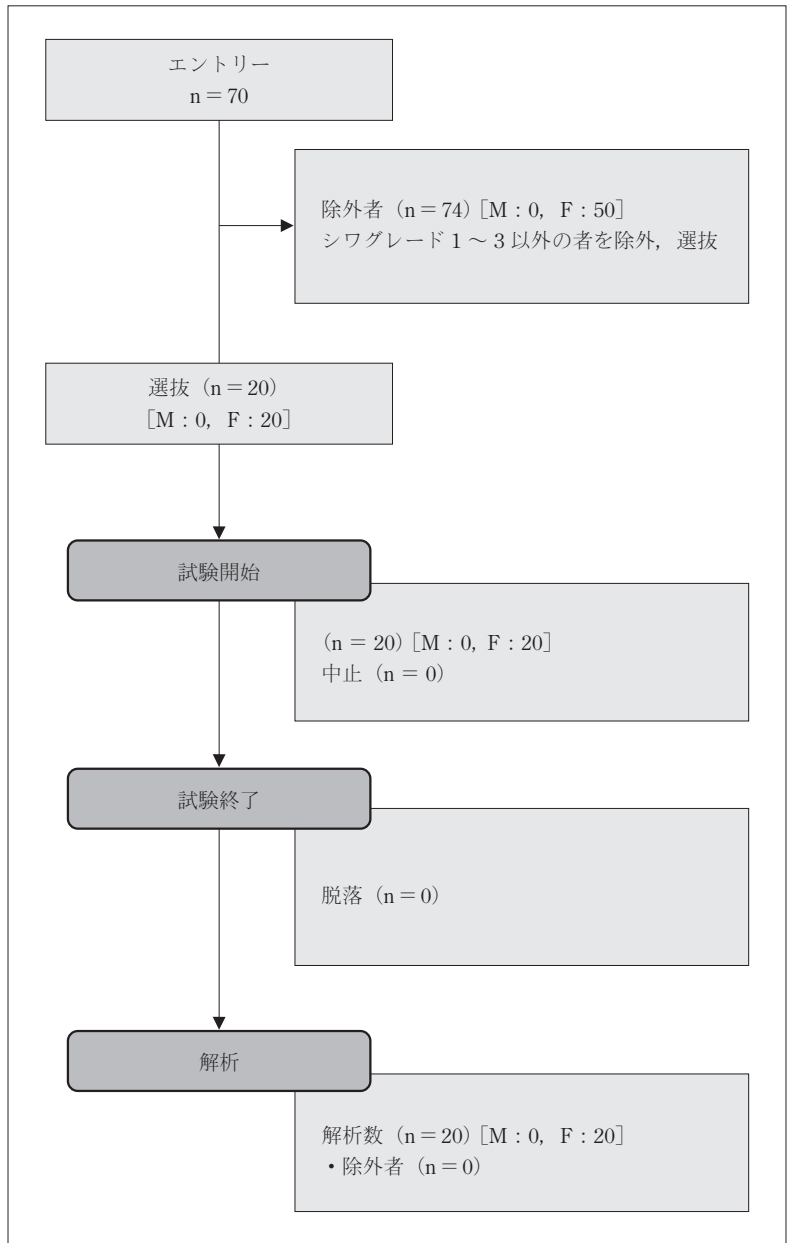 エントリー
n = 70
除外者（n = 74）［M : 0, F : 50］
シワグレード 1 ～ 3 以外の者を除外，選抜
選抜（n = 20）
［M : 0, F : 20］
試験開始
(n = 20)［M : 0, F : 20］
中止（n = 0）
試験終了
脱落（n = 0）
解析
解析数（n = 20）［M : 0, F : 20］
・除外者（n = 0）